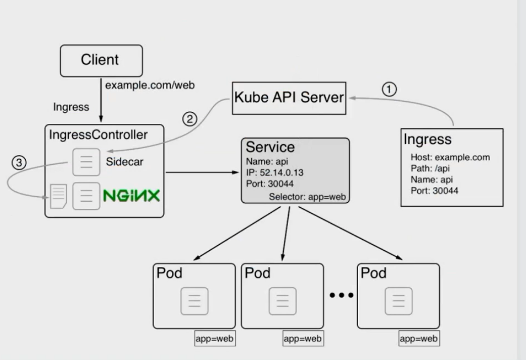 Client
example.com/web
Ingress
①
Kube API Server
②
IngressController
Sidecar
③
NGINX
Service
Name: api
IP: 52.14.0.13
Port: 30044
Selector: app=web
Ingress
Host: example.com
Path: /api
Name: api
Port: 30044
Pod
Pod
Pod
app=web
app=web
app=web